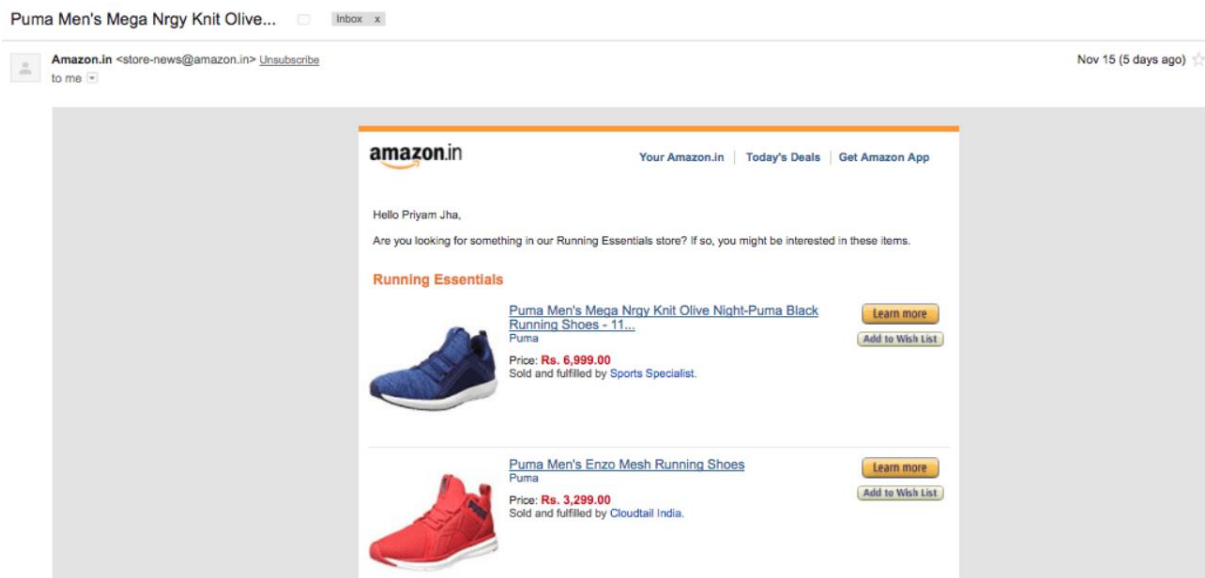 Puma Men's Mega Nrgy Knit Olive...
Inbox x
Amazon.in <store-news@amazon.in> Unsubscribe
Nov 15 (5 days ago)
to me
amazon.in
Your Amazon.in | Today's Deals | Get Amazon App
Hello Priyam Jha,
Are you looking for something in our Running Essentials store? If so, you might be interested in these items.
Running Essentials
Puma Men's Mega Nrgy Knit Olive Night-Puma Black
Running Shoes - 11...
Puma
Price: Rs. 6,999.00
Sold and fulfilled by Sports Specialist.
Learn more
Add to Wish List
Puma Men's Enzo Mesh Running Shoes
Puma
Price: Rs. 3,299.00
Sold and fulfilled by Cloudtail India.
Learn more
Add to Wish List
PUMA